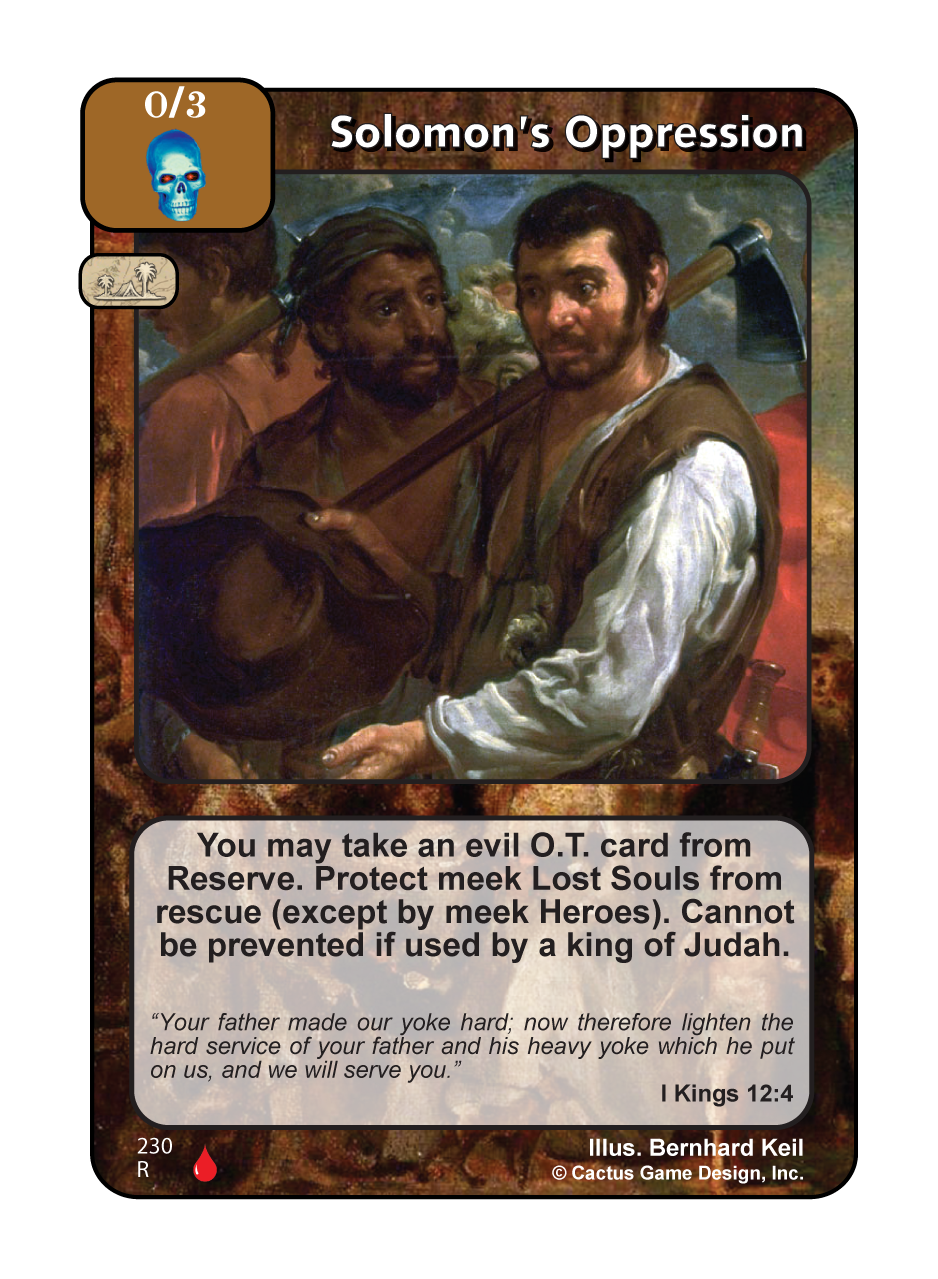 0/3
Solomon's Oppression
You may take an evil O.T. card from
Reserve. Protect meek Lost Souls from
rescue (except by meek Heroes). Cannot
be prevented if used by a king of Judah.
“Your father made our yoke hard; now therefore lighten the
hard service of your father and his heavy yoke which he put
on us, and we will serve you.”
I Kings 12:4
230
R
Illus. Bernhard Keil
© Cactus Game Design, Inc.